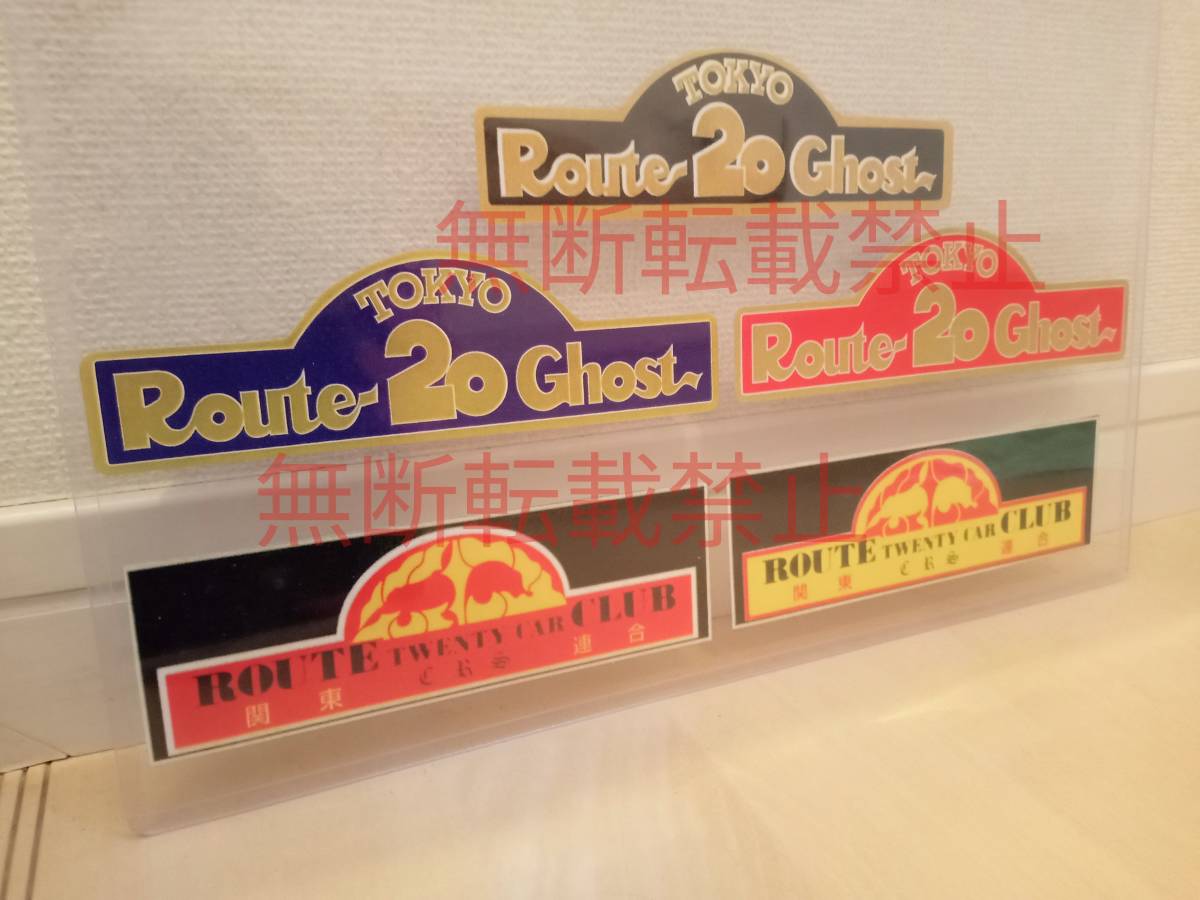 TOKYO
Route 20 Ghost
無断転載禁止
TOKYO
Route 20 Ghost
TOKYO
Route 20 Ghost
無断転載禁止
ROUTE TWENTY CAR CLUB
関東 CRS 連合
ROUTE TWENTY CAR CLUB
関東 CRS 連合